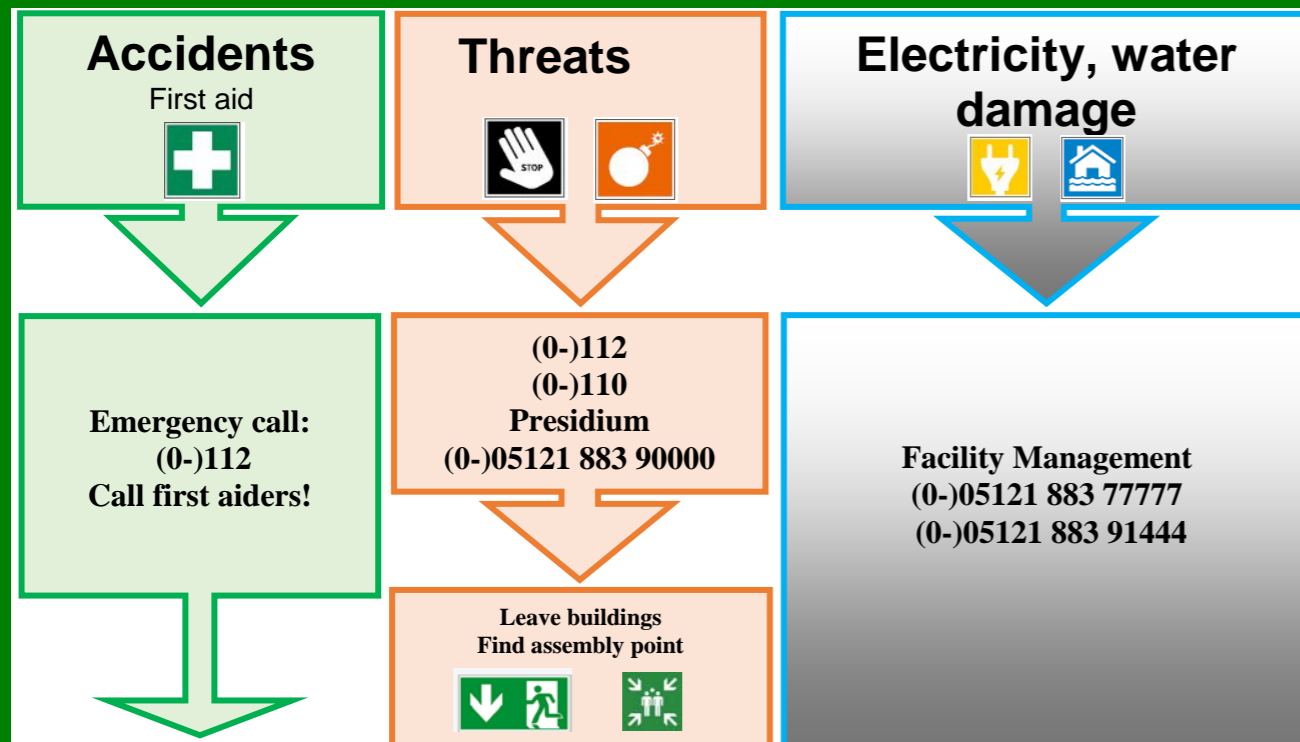 Accidents
First aid
Threats
STOP
Electricity, water
damage
Emergency call:
(0-)112
Call first aiders!
(0-)112
(0-)110
Presidium
(0-)05121 883 90000
Leave buildings
Find assembly point
Facility Management
(0-)05121 883 77777
(0-)05121 883 91444